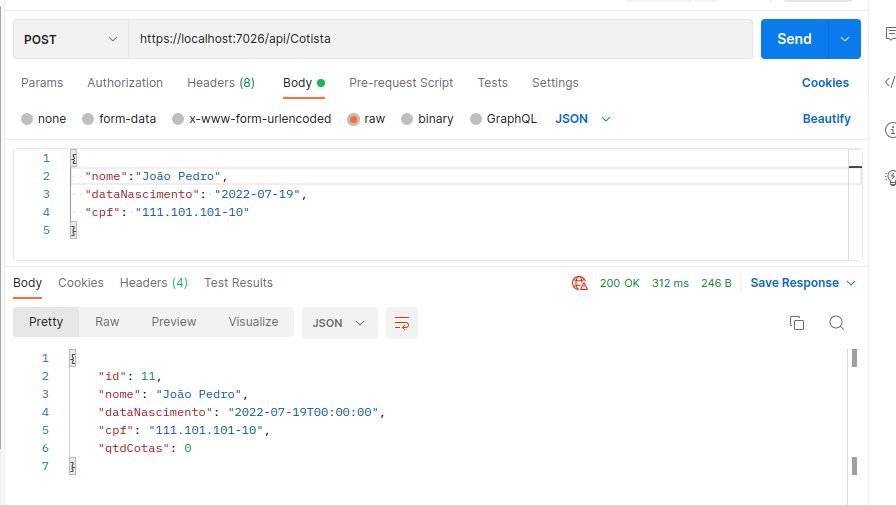 POST https://localhost:7026/api/Cotista Send
Params Authorization Headers (8) Body Pre-request Script Tests Settings Cookies
none form-data x-www-form-urlencoded raw binary GraphQL JSON Beautify
1 {
2 "nome":"João Pedro",
3 "dataNascimento": "2022-07-19",
4 "cpf": "111.101.101-10"
5 }
Body Cookies Headers (4) Test Results 200 OK 312 ms 246 B Save Response
Pretty Raw Preview Visualize JSON
1 {
2 "id": 11,
3 "nome": "João Pedro",
4 "dataNascimento": "2022-07-19T00:00:00",
5 "cpf": "111.101.101-10",
6 "qtdCotas": 0
7 }